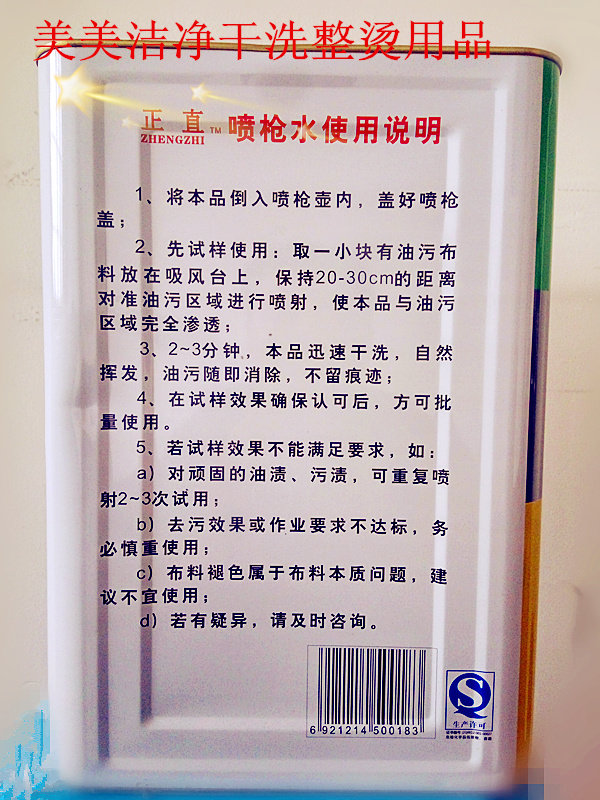 美美洁净干洗整烫用品
正直 TM 喷枪水使用说明
ZHENGZHI
1、将本品倒入喷枪壶内，盖好喷枪
盖；
2、先试样使用：取一小块有油污布
料放在吸风台上，保持20-30cm的距离
对准油污区域进行喷射，使本品与油污
区域完全渗透；
3、2~3分钟，本品迅速干洗，自然
挥发，油污随即消除，不留痕迹；
4、在试样效果确保认可后，方可批
量使用。
5、若试样效果不能满足要求，如：
a）对顽固的油渍、污渍，可重复喷
射2~3次试用；
b）去污效果或作业要求不达标，务
必慎重使用；
c）布料褪色属于布料本质问题，建
议不宜使用；
d）若有疑异，请及时咨询。
6 921214 500183
生产许可